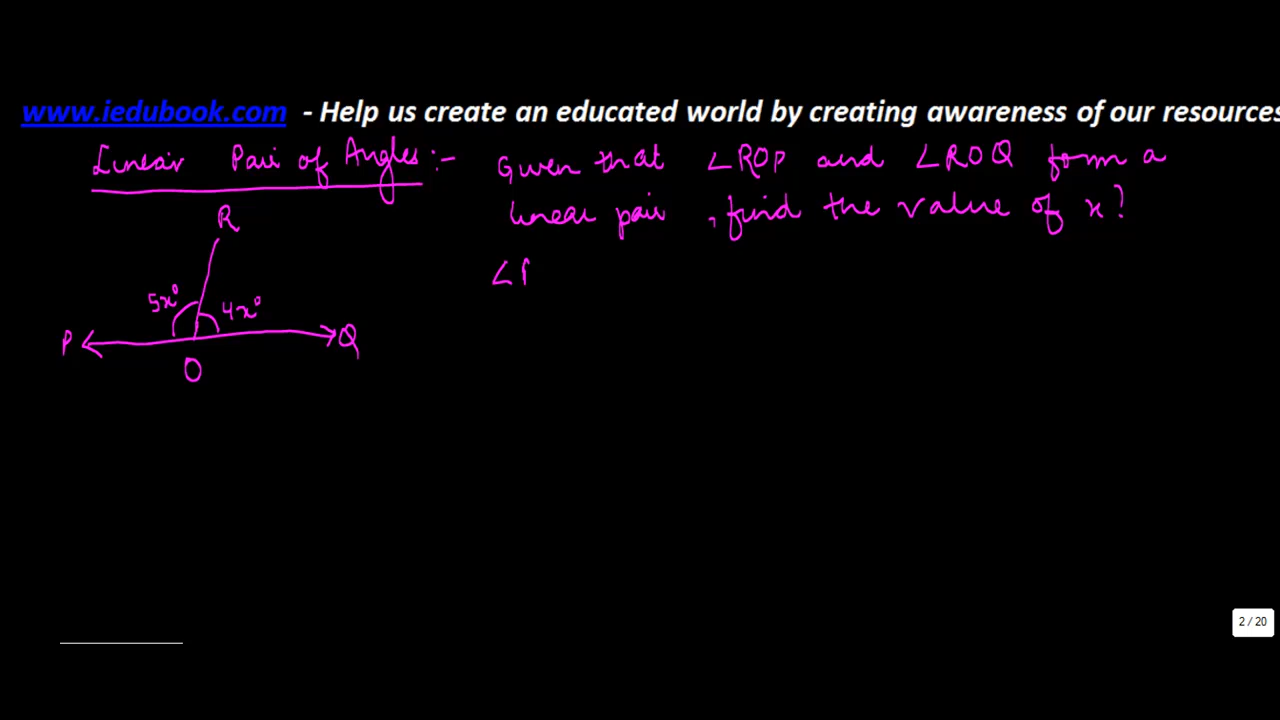 www.iedubook.com - Help us create an educated world by creating awareness of our resources
Linear Pair of Angles :- Given that ∠ROP and ∠ROQ form a
linear pair , find the value of x?
R
∠P
5x° 4x°
P Q
O
2 / 20